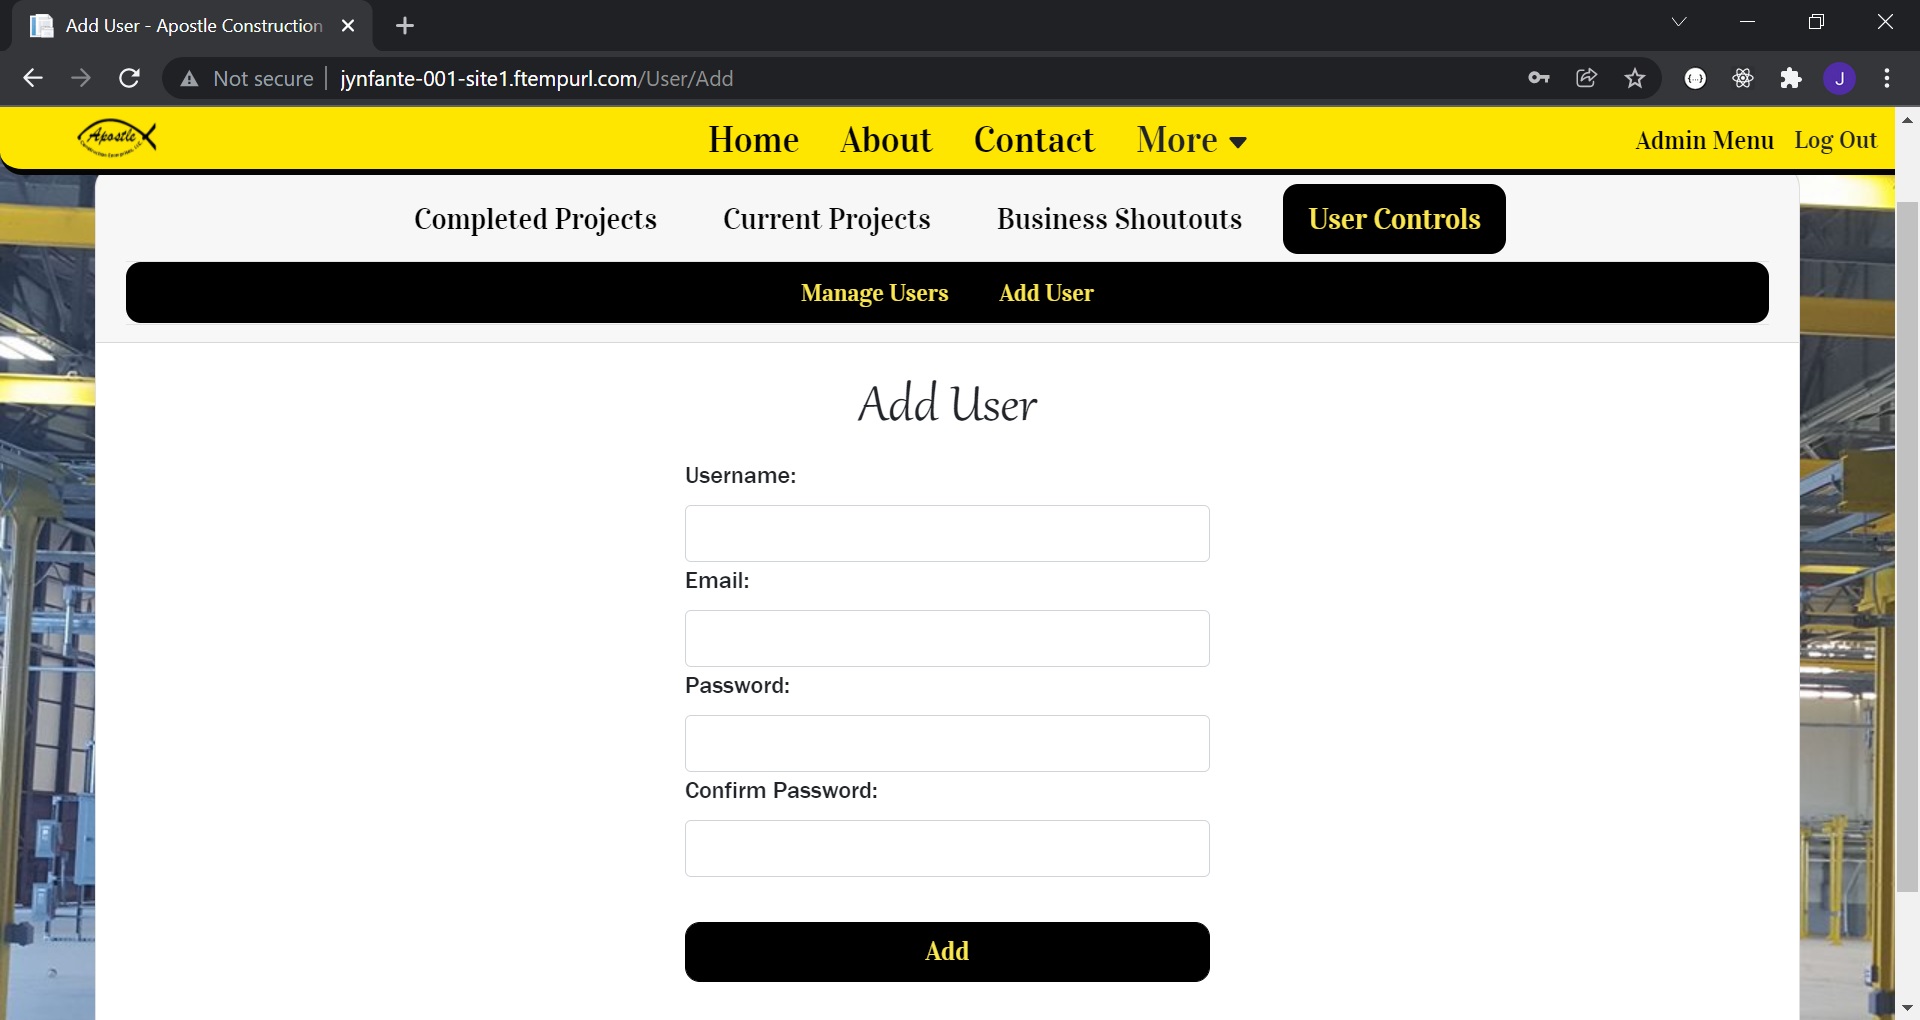 Add User - Apostle Construction
Not secure
jynfante-001-site1.ftempurl.com/User/Add
J
Apostle
Home
About
Contact
More
Admin Menu
Log Out
Completed Projects
Current Projects
Business Shoutouts
User Controls
Manage Users
Add User
Add User
Username:
Email:
Password:
Confirm Password:
Add